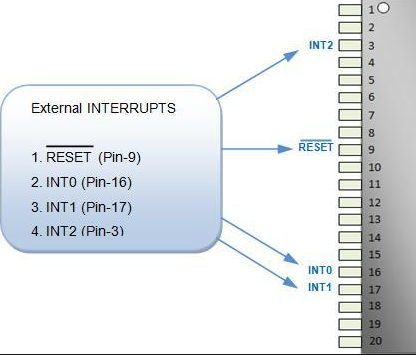 External INTERRUPTS
1. RESET (Pin-9)
2. INT0 (Pin-16)
3. INT1 (Pin-17)
4. INT2 (Pin-3)
INT2
RESET
INT0
INT1
1
2
3
4
5
6
7
8
9
10
11
12
13
14
15
16
17
18
19
20